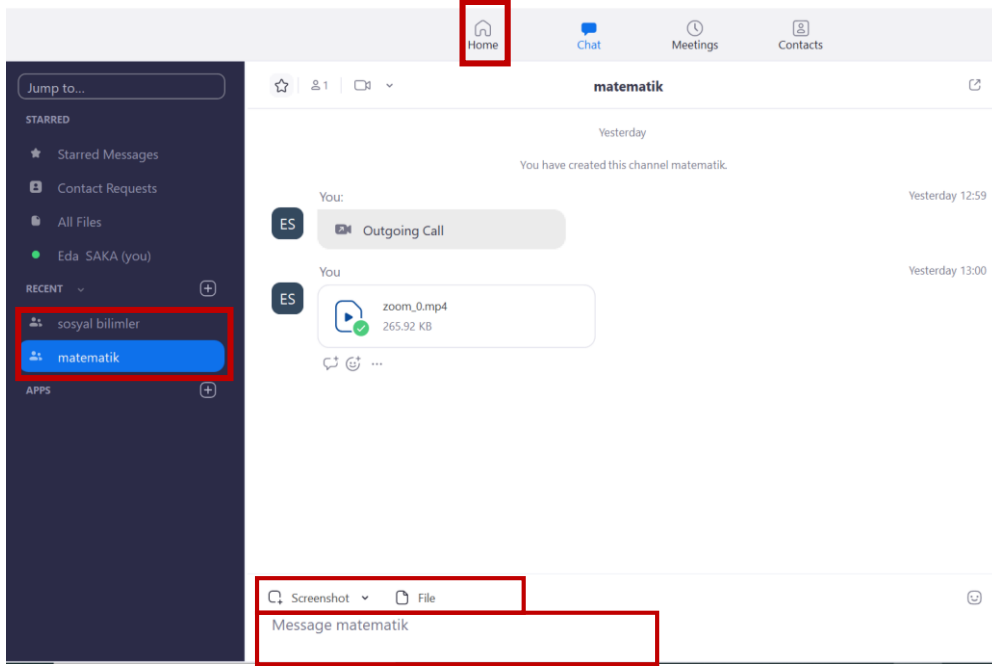 Home
Chat
Meetings
Contacts
Jump to...
STARRED
Starred Messages
Contact Requests
All Files
Eda SAKA (you)
RECENT
sosyal bilimler
matematik
APPS
1
matematik
Yesterday
You have created this channel matematik.
You:
Yesterday 12:59
ES
Outgoing Call
You
Yesterday 13:00
ES
zoom_0.mp4
265.92 KB
Screenshot
File
Message matematik